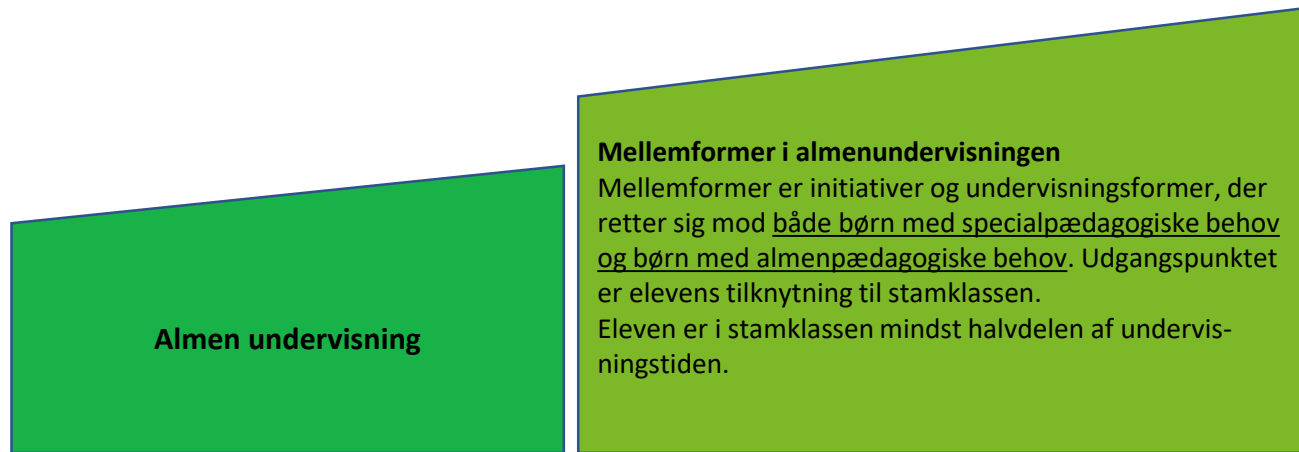 Almen undervisning
Mellemformer i almenundervisningen
Mellemformer er initiativer og undervisningsformer, der
retter sig mod både børn med specialpædagogiske behov
og børn med almenpædagogiske behov. Udgangspunktet
er elevens tilknytning til stamklassen.
Eleven er i stamklassen mindst halvdelen af undervis-
ningstiden.